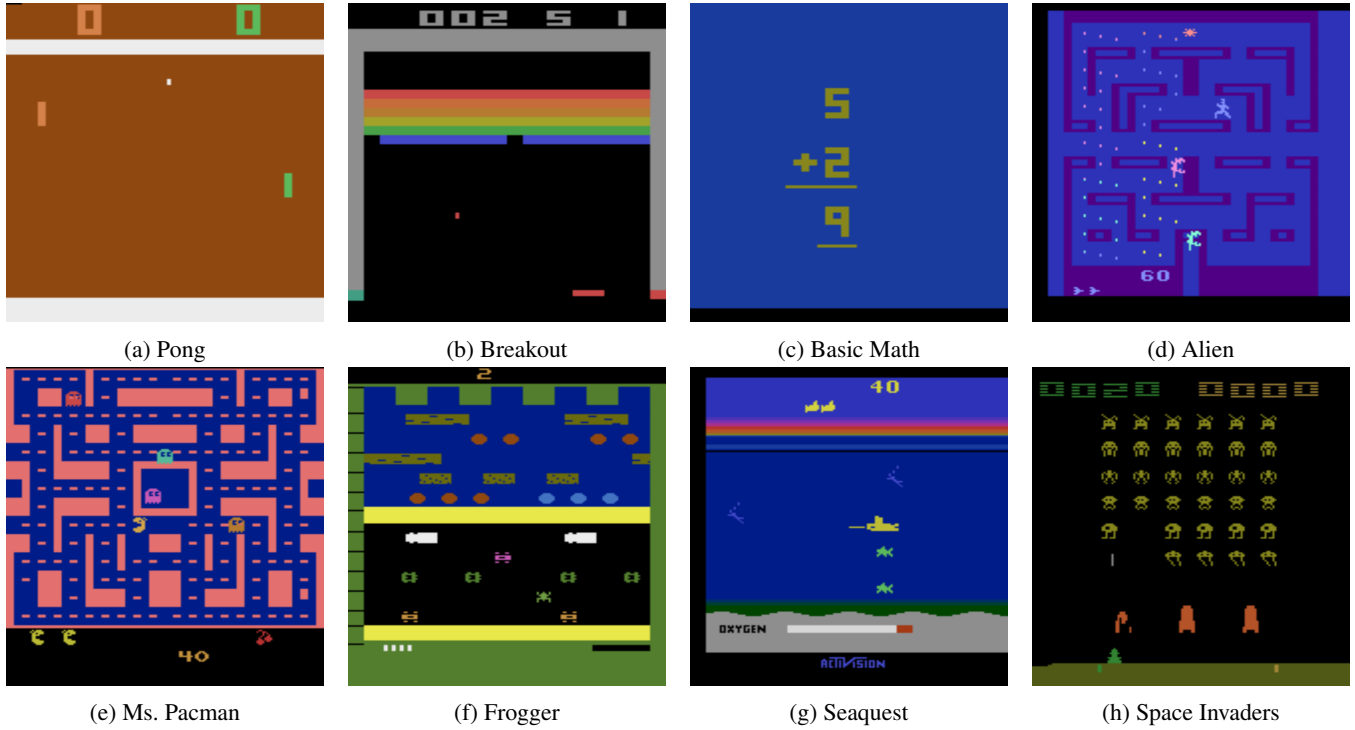 0 0
002 5 1
5
+2
9
60
(a) Pong
(b) Breakout
(c) Basic Math
(d) Alien
40
(e) Ms. Pacman
2
(f) Frogger
40
OXYGEN
ACTIVISION
(g) Seaquest
0020 0000
(h) Space Invaders